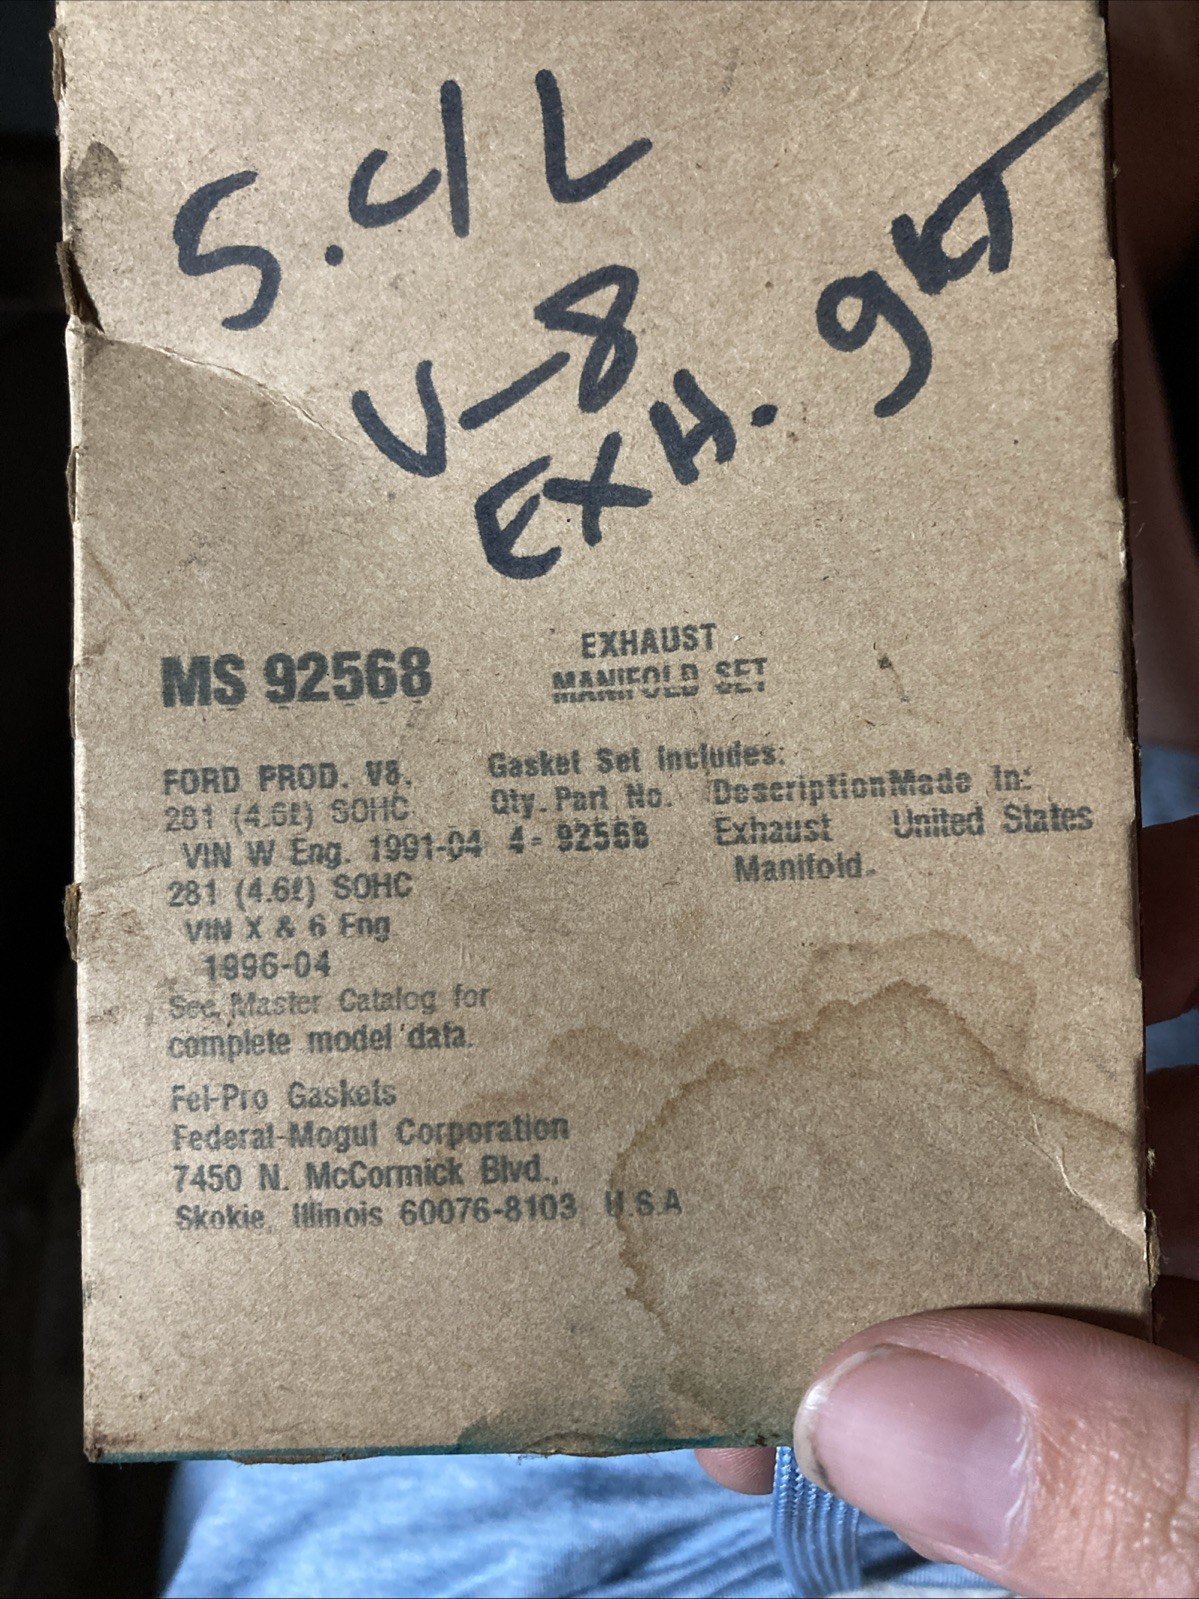 5.4 L
V-8
EXH. gKT
MS 92568
EXHAUST
MANIFOLD SET
FORD PROD. V8.
281 (4.6ℓ) SOHC
VIN W Eng. 1991-04
281 (4.6ℓ) SOHC
VIN X & 6 Eng
1996-04
See Master Catalog for
complete model data.
Gasket Set Includes:
Qty. Part No. Description Made In:
4- 92568 Exhaust United States
Manifold.
Fel-Pro Gaskets
Federal-Mogul Corporation
7450 N. McCormick Blvd.,
Skokie, Illinois 60076-8103 U.S.A